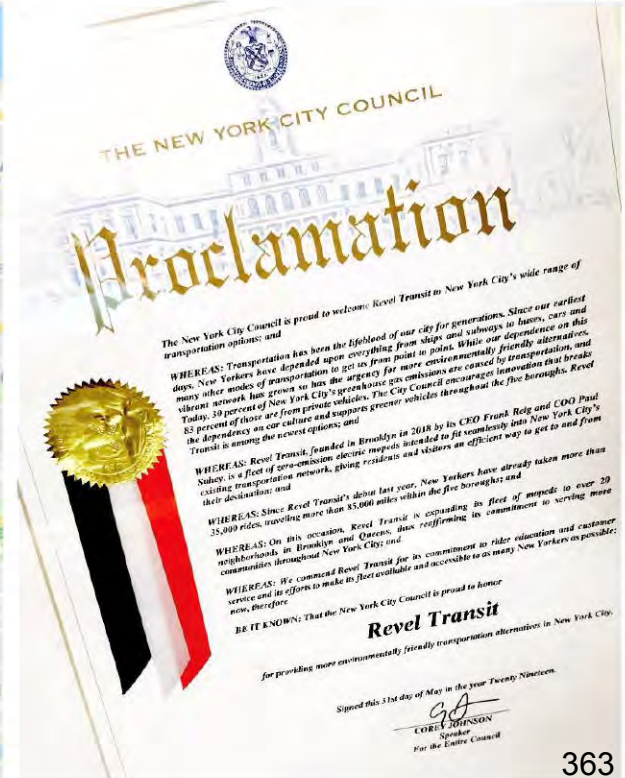 THE NEW YORK CITY COUNCIL
Proclamation
The New York City Council is proud to welcome Revel Transit to New York City's wide range of
transportation options; and
WHEREAS: Transportation has been the lifeblood of our city for generations. Since our earliest
days, New Yorkers have depended upon everything from ships and subways to buses, cars and
many other modes of transportation to get us from point to point. While our dependence on this
vibrant network has grown so has the urgency for more environmentally friendly alternatives.
Today, 30 percent of New York City's greenhouse gas emissions are caused by transportation, and
83 percent of those are from private vehicles. The City Council encourages innovation that breaks
the dependency on car culture and supports greener vehicles throughout the five boroughs. Revel
Transit is among the newest options; and
WHEREAS: Revel Transit, founded in Brooklyn in 2018 by its CEO Frank Reig and COO Paul
Suhey, is a fleet of zero-emission electric mopeds intended to fit seamlessly into New York City's
existing transportation network, giving residents and visitors an efficient way to get to and from
their destination; and
WHEREAS: Since Revel Transit's debut last year, New Yorkers have already taken more than
35,000 rides, traveling more than 85,000 miles within the five boroughs; and
WHEREAS: On this occasion, Revel Transit is expanding its fleet of mopeds to over 20
neighborhoods in Brooklyn and Queens, thus reaffirming its commitment to serving more
communities throughout New York City; and
WHEREAS: We commend Revel Transit for its commitment to rider education and customer
service and its efforts to make its fleet available and accessible to as many New Yorkers as possible;
now, therefore
BE IT KNOWN: That the New York City Council is proud to honor
Revel Transit
for providing more environmentally friendly transportation alternatives in New York City.
Signed this 31st day of May in the year Twenty Nineteen.
COREY JOHNSON
Speaker
For the Entire Council
363